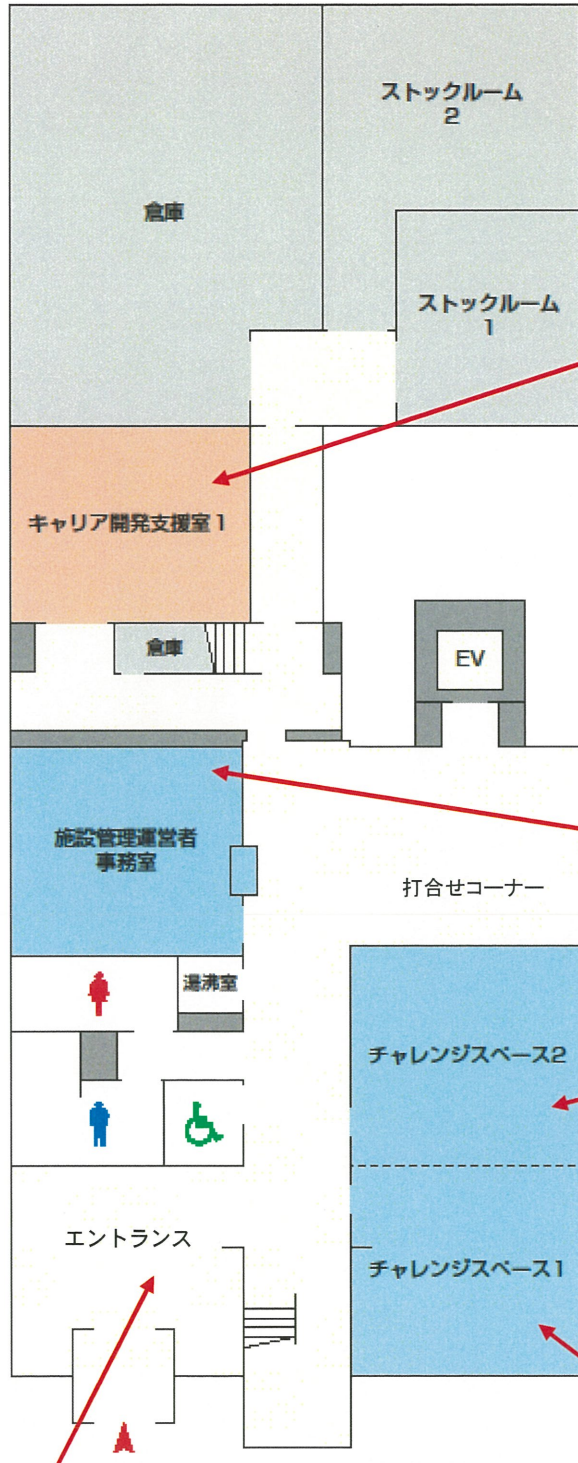 ストックルーム
2
倉庫
ストックルーム
1
キャリア開発支援室1
倉庫
EV
施設管理運営者
事務室
打合せコーナー
湯沸室
チャレンジスペース2
エントランス
チャレンジスペース1